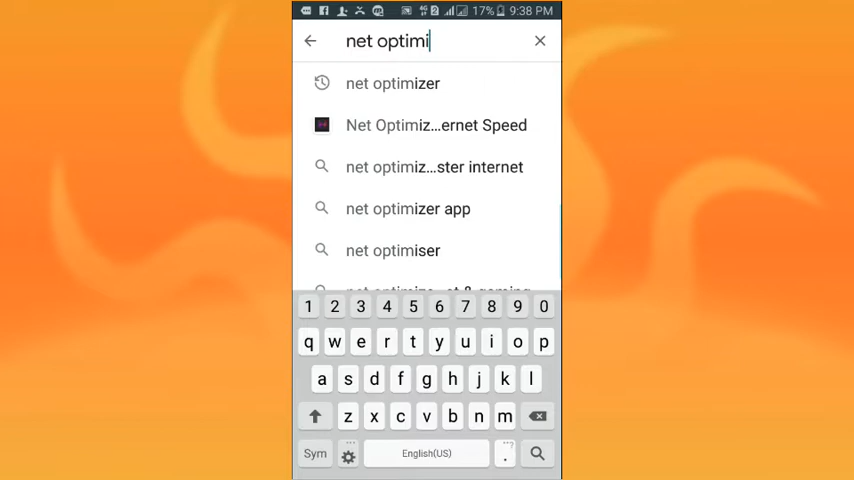 17% 9:38 PM
net optimi
net optimizer
Net Optimiz...ernet Speed
net optimiz...ster internet
net optimizer app
net optimiser
1 2 3 4 5 6 7 8 9 0
q w e r t y u i o p
a s d f g h j k l
z x c v b n m
Sym English(US) .